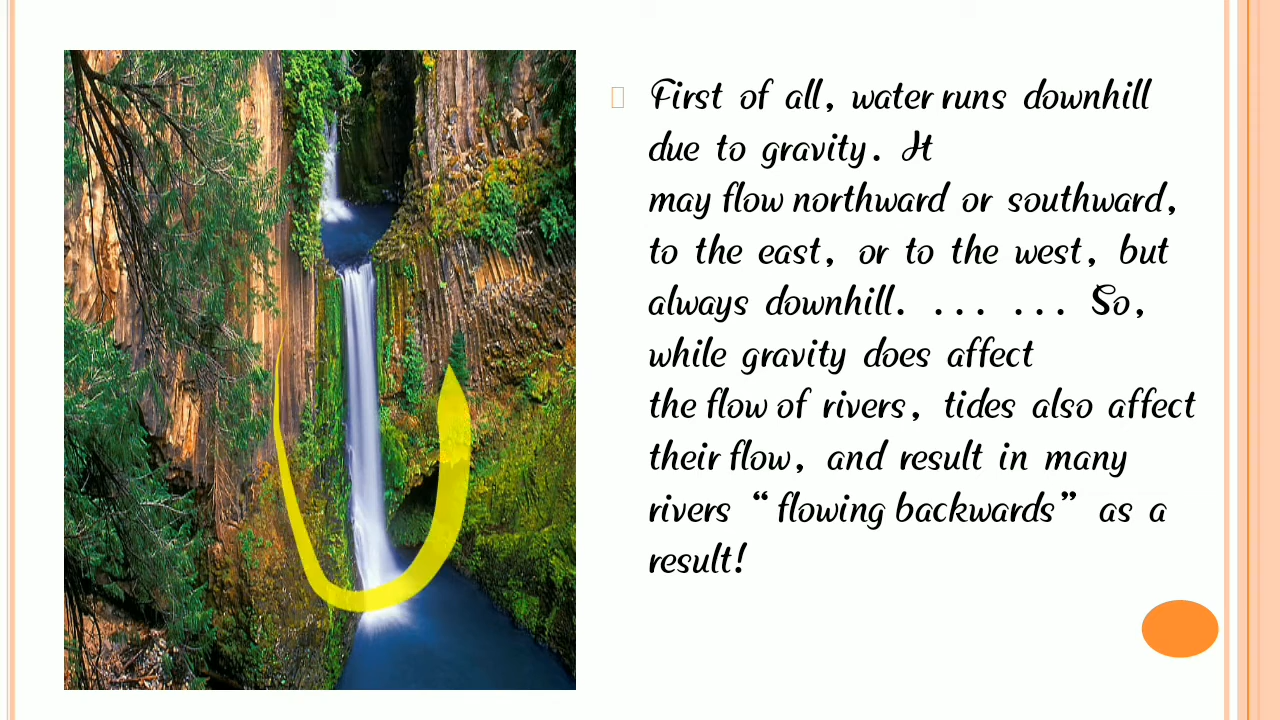 First of all, water runs downhill
due to gravity. It
may flow northward or southward,
to the east, or to the west, but
always downhill. ... ... So,
while gravity does affect
the flow of rivers, tides also affect
their flow, and result in many
rivers “flowing backwards” as a
result!